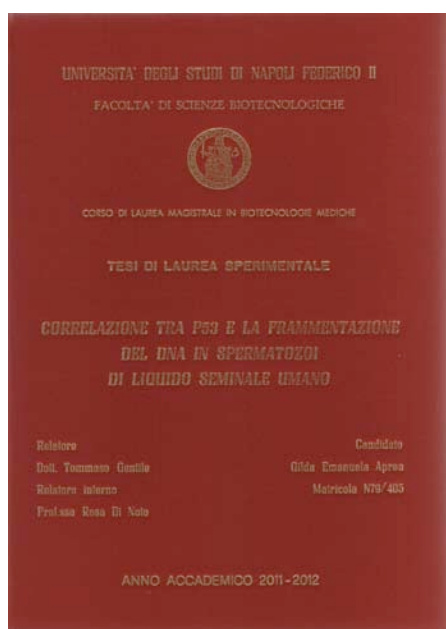 UNIVERSITA' DEGLI STUDI DI NAPOLI FEDERICO II
FACOLTA' DI SCIENZE BIOTECNOLOGICHE
CORSO DI LAUREA MAGISTRALE IN BIOTECNOLOGIE MEDICHE
TESI DI LAUREA SPERIMENTALE
CORRELAZIONE TRA P53 E LA FRAMMENTAZIONE
DEL DNA IN SPERMATOZOI
DI LIQUIDO SEMINALE UMANO
Relatore
Dott. Tommaso Gentile
Relatore interno
Prof.ssa Rosa Di Noto
Candidato
Gilda Emanuela Aprea
Matricola N79/405
ANNO ACCADEMICO 2011-2012